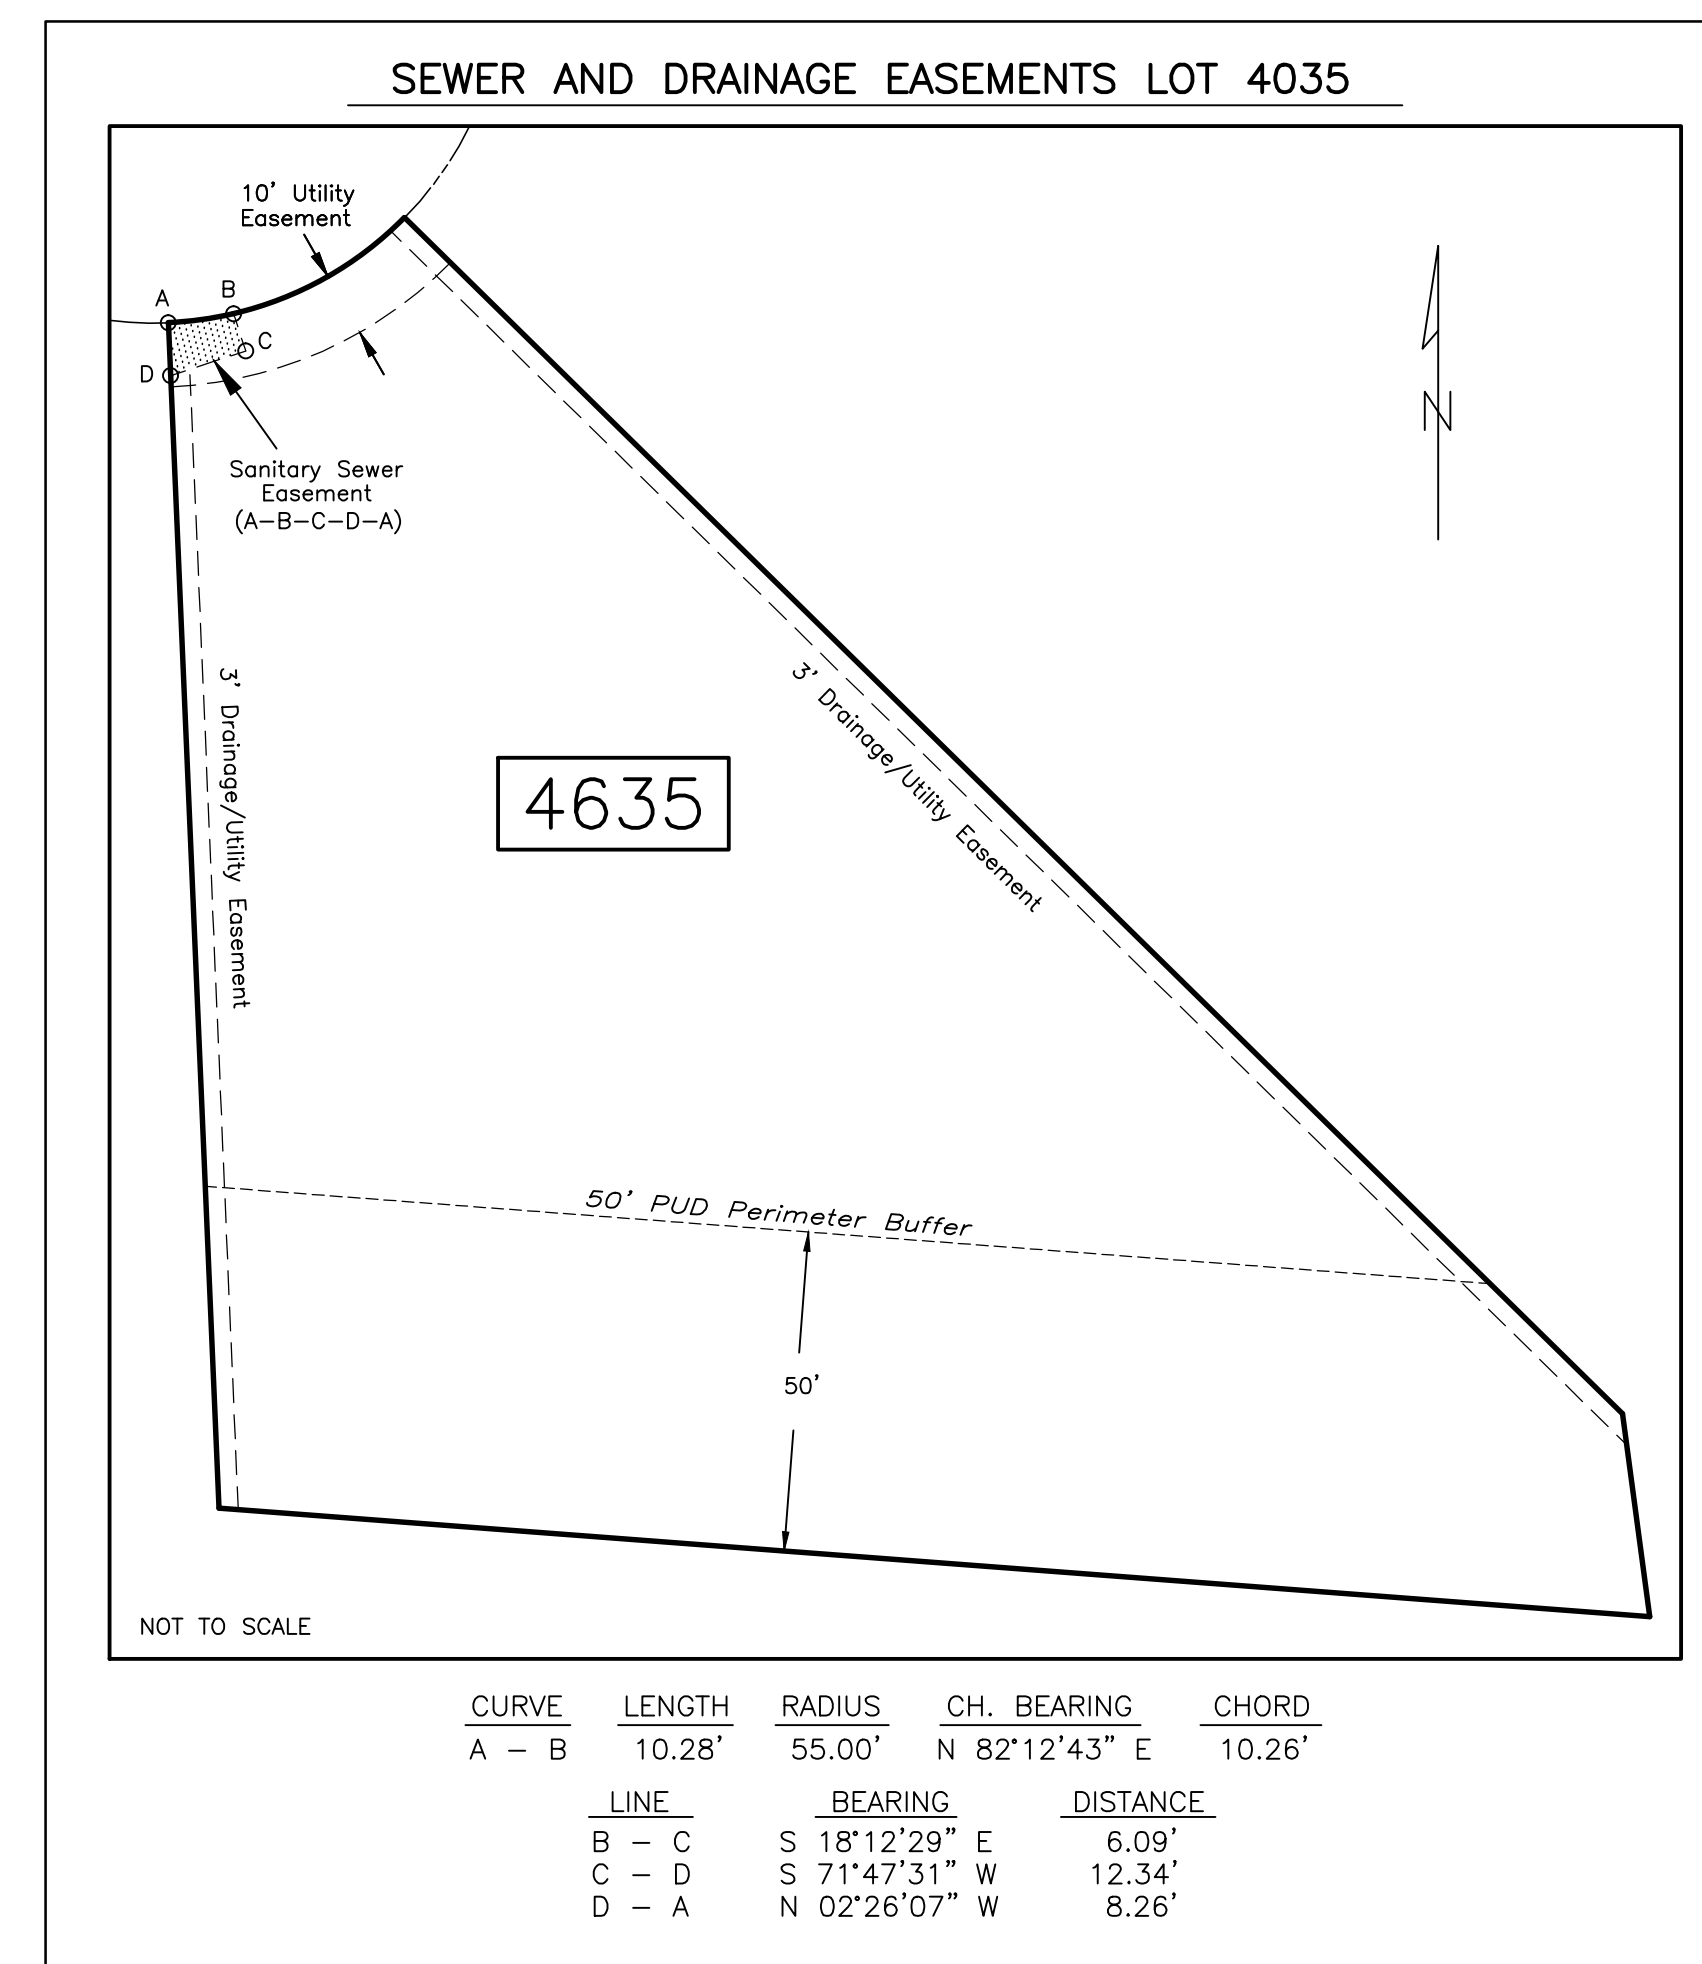 SEWER AND DRAINAGE EASEMENTS LOT 4035
10' Utility
Easement
A
B
C
D
Sanitary Sewer
Easement
(A-B-C-D-A)
N
3' Drainage/Utility Easement
3' Drainage/Utility Easement
4635
50' PUD Perimeter Buffer
50'
NOT TO SCALE
CURVE LENGTH RADIUS CH. BEARING CHORD
A - B 10.28' 55.00' N 82°12'43" E 10.26'
LINE BEARING DISTANCE
B - C S 18°12'29" E 6.09'
C - D S 71°47'31" W 12.34'
D - A N 02°26'07" W 8.26'